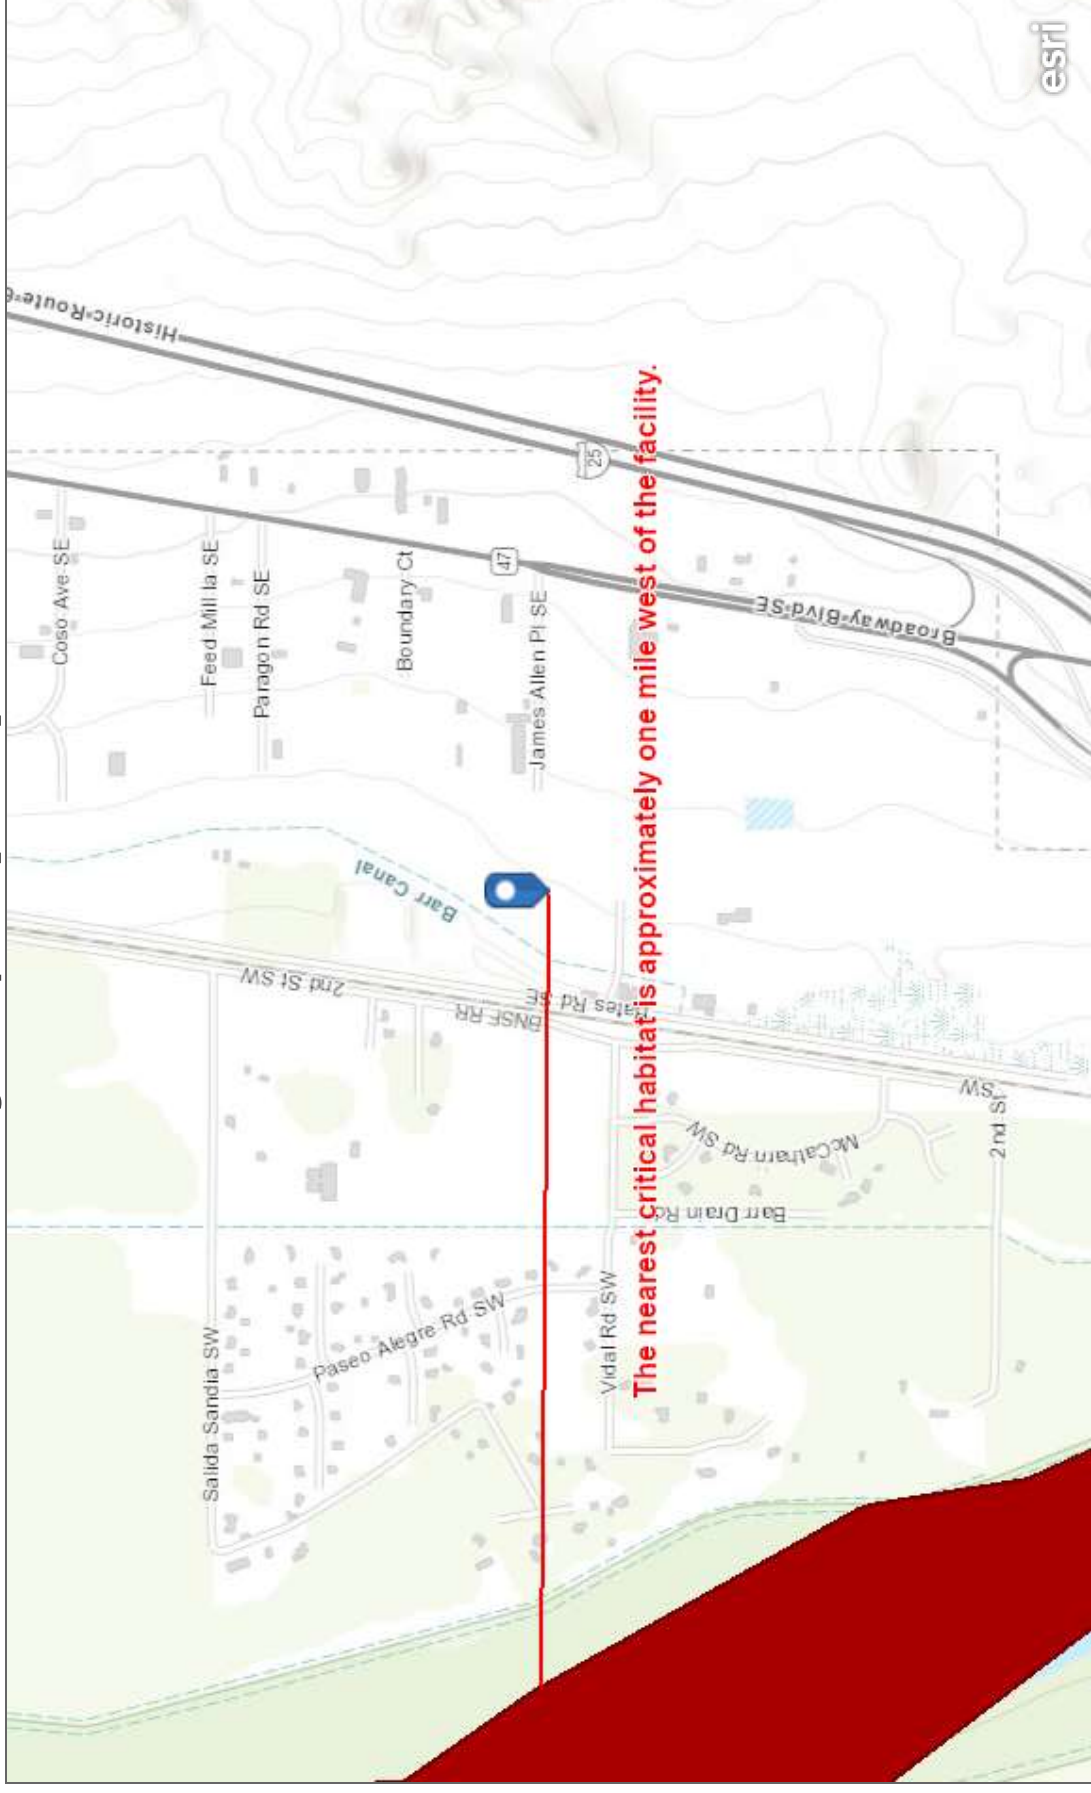 Historic Route 6
Coso Ave SE
Feed Mill la SE
Paragon Rd SE
Boundary Ct
47
25
James Allen Pl SE
Broadway Blvd SE
Barr Canal
2nd St SW
BNSF RR
Bates Rd SE
The nearest critical habitat is approximately one mile west of the facility.
McCatharn Rd SW
SW
2nd St
Barr Drain Rd
Salida Sandia SW
Paseo Alegre Rd SW
Vidal Rd SW
esri